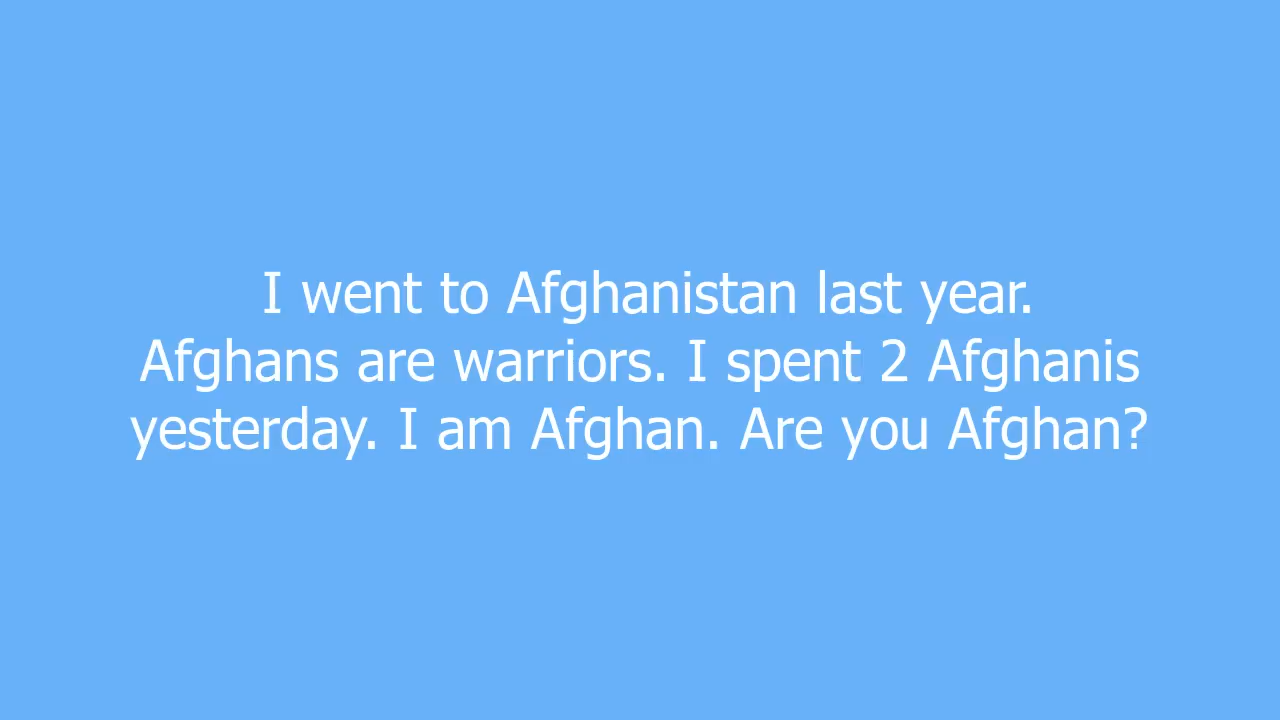 I went to Afghanistan last year.
Afghans are warriors. I spent 2 Afghanis
yesterday. I am Afghan. Are you Afghan?